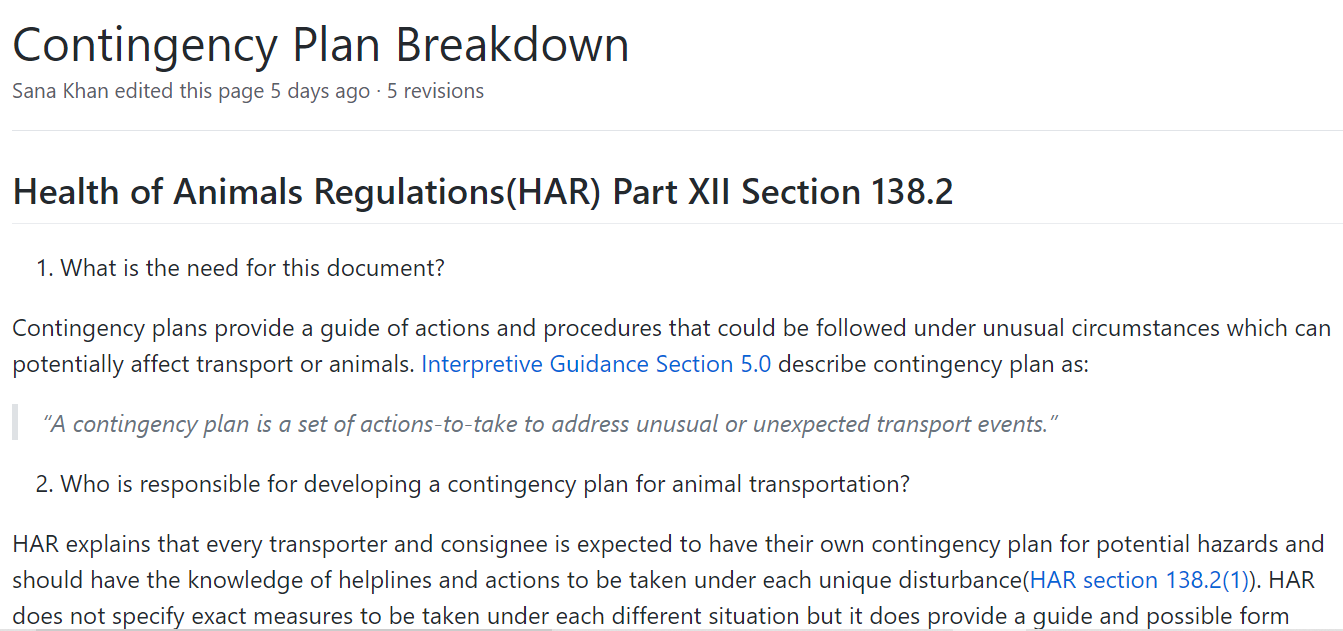 Contingency Plan Breakdown
Sana Khan edited this page 5 days ago · 5 revisions
Health of Animals Regulations(HAR) Part XII Section 138.2
1. What is the need for this document?
Contingency plans provide a guide of actions and procedures that could be followed under unusual circumstances which can
potentially affect transport or animals. Interpretive Guidance Section 5.0 describe contingency plan as:
“A contingency plan is a set of actions-to-take to address unusual or unexpected transport events.”
2. Who is responsible for developing a contingency plan for animal transportation?
HAR explains that every transporter and consignee is expected to have their own contingency plan for potential hazards and
should have the knowledge of helplines and actions to be taken under each unique disturbance(HAR section 138.2(1)). HAR
does not specify exact measures to be taken under each different situation but it does provide a guide and possible form